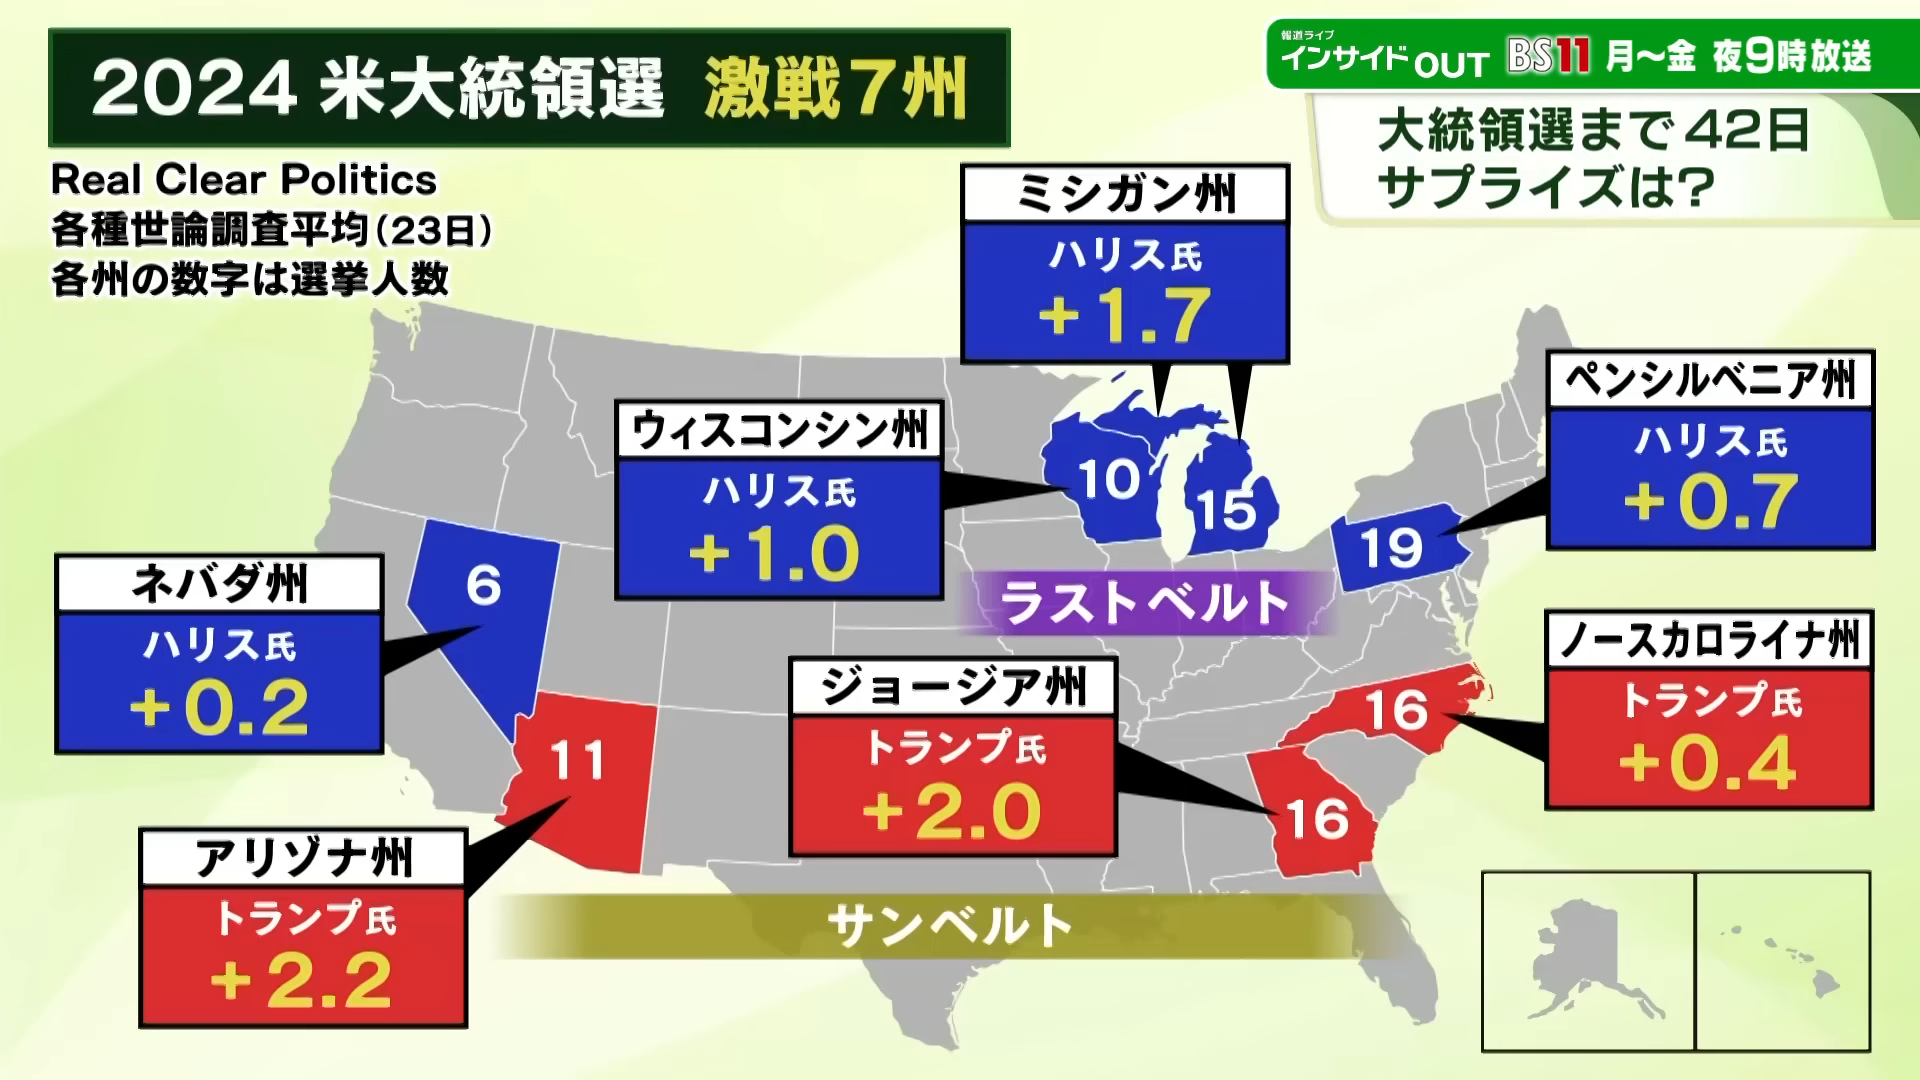 2024 米大統領選 激戦7州
報道ライブ
インサイドOUT BS11 月〜金 夜9時放送
大統領選まで42日
サプライズは?
Real Clear Politics
各種世論調査平均(23日)
各州の数字は選挙人数
ミシガン州
ハリス氏
+1.7
ペンシルベニア州
ハリス氏
+0.7
ウィスコンシン州
ハリス氏
+1.0
10
15
19
ネバダ州
ハリス氏
+0.2
6
ラストベルト
ノースカロライナ州
トランプ氏
+0.4
16
ジョージア州
トランプ氏
+2.0
16
11
アリゾナ州
トランプ氏
+2.2
サンベルト